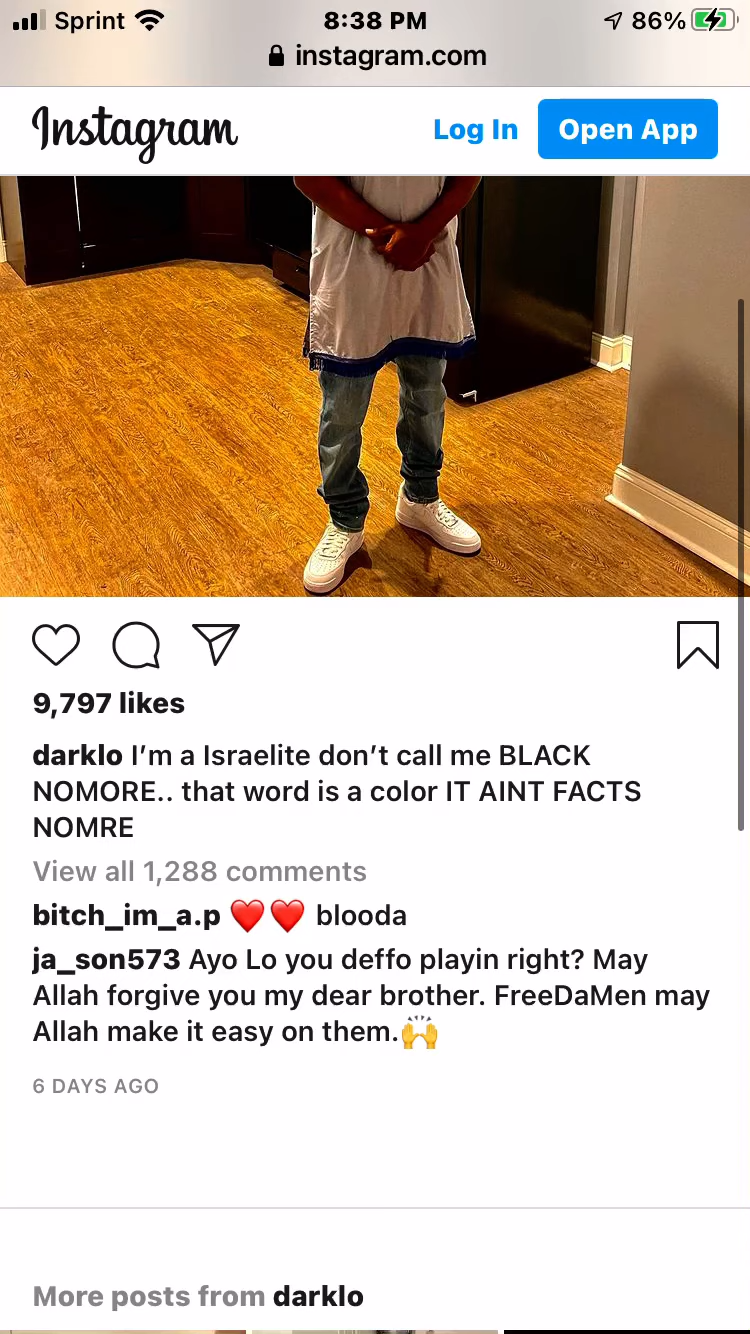 Sprint 8:38 PM 86%
instagram.com
Instagram Log In Open App
9,797 likes
darklo I’m a Israelite don’t call me BLACK
NOMORE.. that word is a color IT AINT FACTS
NOMRE
View all 1,288 comments
bitch_im_a.p ❤️❤️ blooda
ja_son573 Ayo Lo you deffo playin right? May
Allah forgive you my dear brother. FreeDaMen may
Allah make it easy on them.🙌
6 DAYS AGO
More posts from darklo